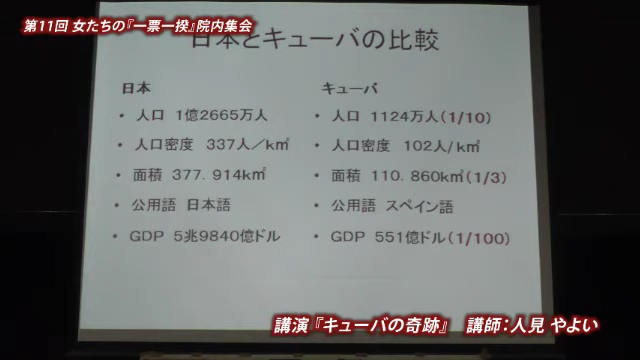 第11回 女たちの『一票一揆』院内集会
日本とキューバの比較
日本
・ 人口 1億2665万人
・ 人口密度 337人／k㎡
・ 面積 377．914k㎡
・ 公用語 日本語
・ GDP 5兆9840億ドル
キューバ
・ 人口 1124万人(1/10)
・ 人口密度 102人/k㎡
・ 面積 110．860k㎡(1/3)
・ 公用語 スペイン語
・ GDP 551億ドル(1/100)
講演『キューバの奇跡』 講師：人見 やよい